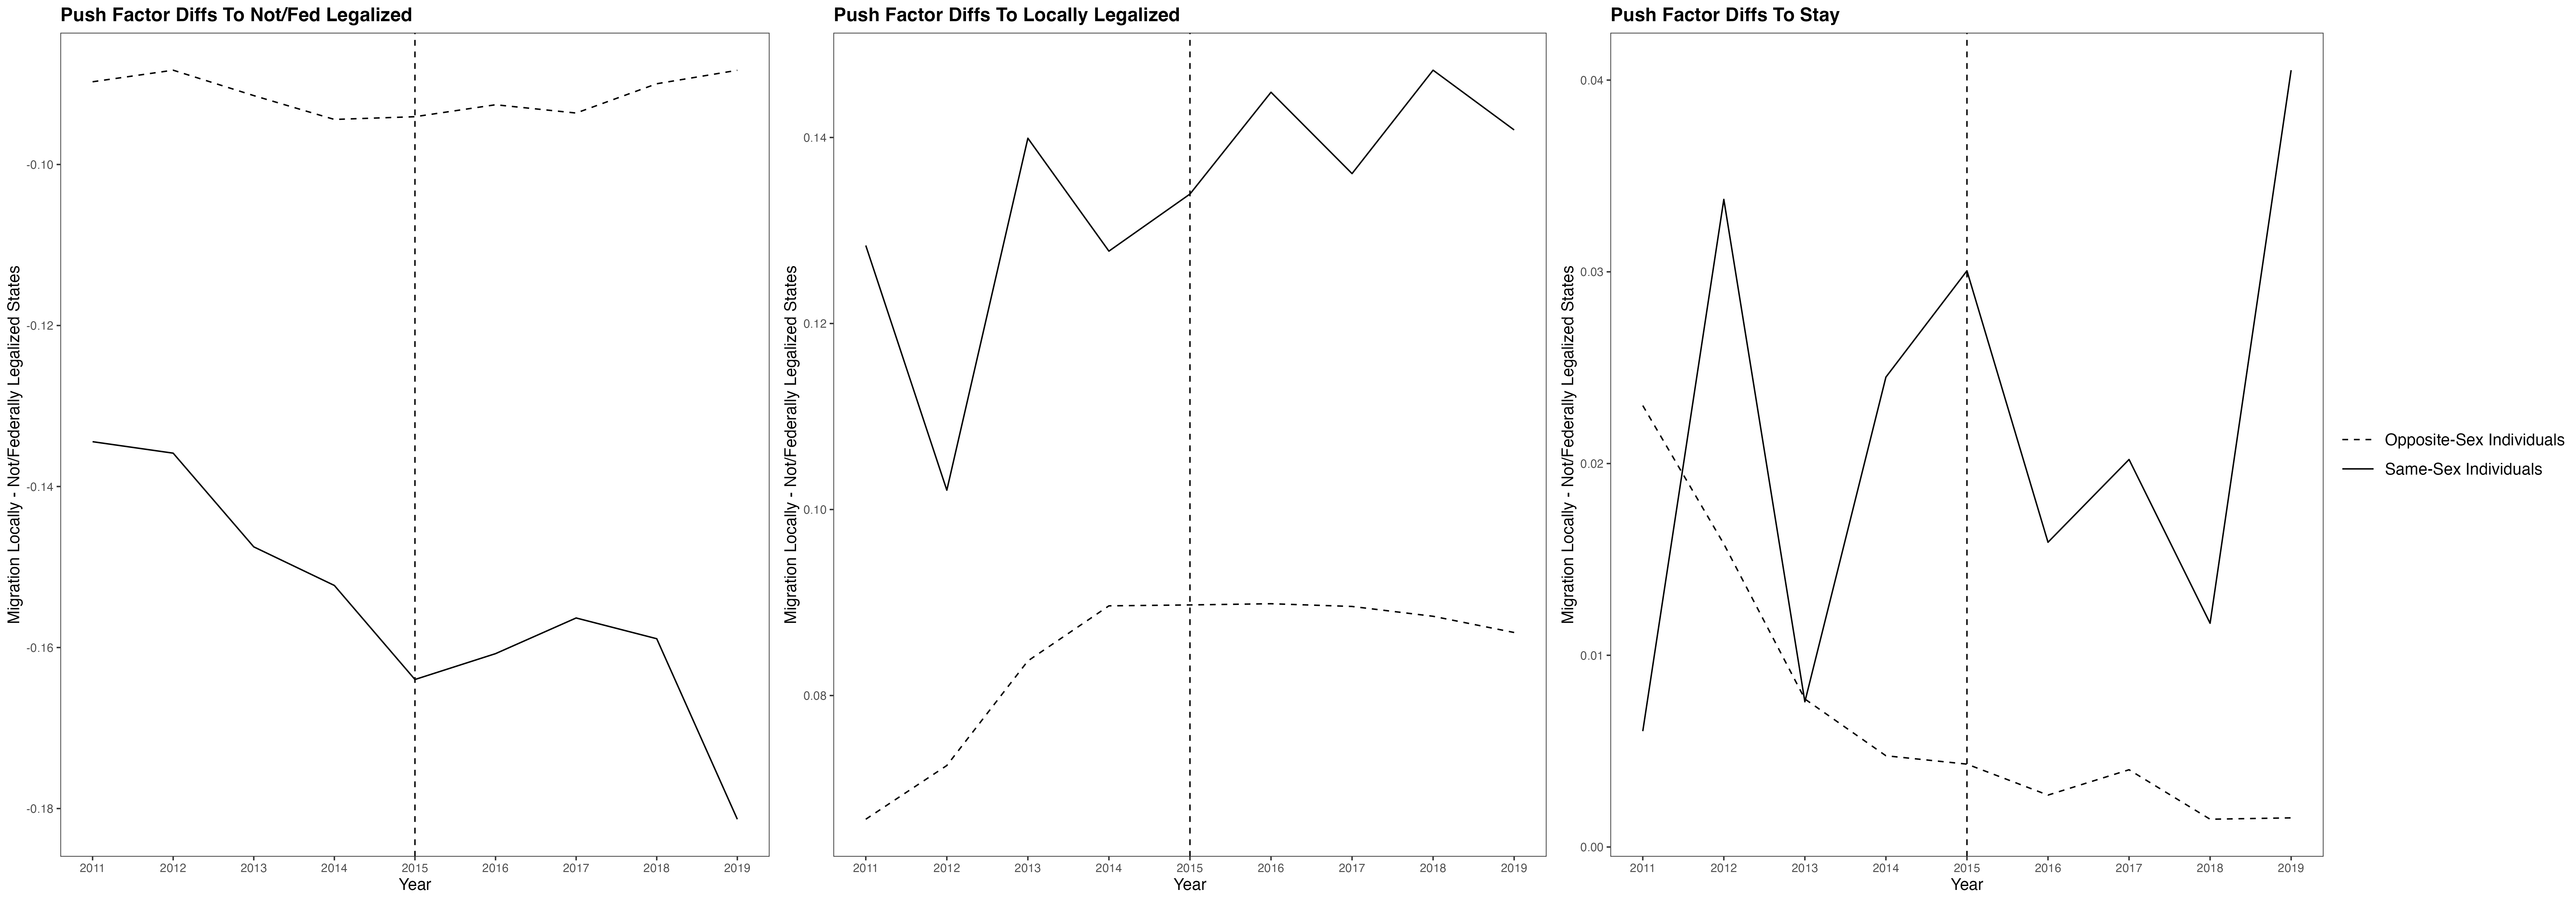 Push Factor Diffs To Not/Fed Legalized
Migration Locally - Not/Federally Legalized States
-0.10
-0.12
-0.14
-0.16
-0.18
2011 2012 2013 2014 2015 2016 2017 2018 2019
Year
Push Factor Diffs To Locally Legalized
Migration Locally - Not/Federally Legalized States
0.14
0.12
0.10
0.08
2011 2012 2013 2014 2015 2016 2017 2018 2019
Year
Push Factor Diffs To Stay
Migration Locally - Not/Federally Legalized States
0.04
0.03
0.02
0.01
0.00
2011 2012 2013 2014 2015 2016 2017 2018 2019
Year
Opposite-Sex Individuals
Same-Sex Individuals